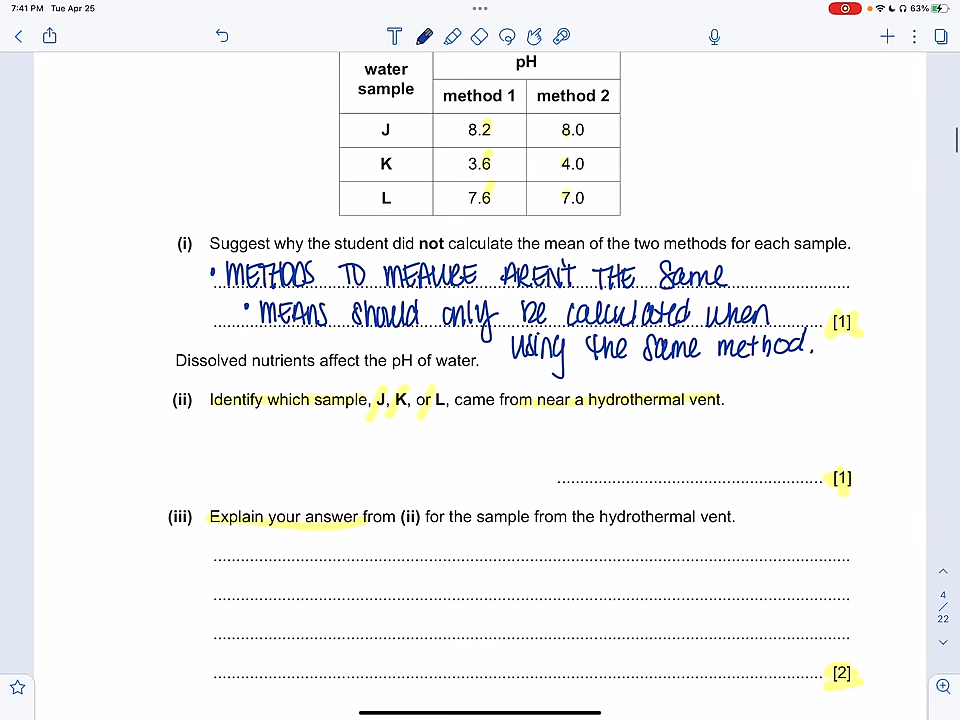 7:41 PM Tue Apr 25
63%
water sample pH
method 1 method 2
J 8.2 8.0
K 3.6 4.0
L 7.6 7.0
(i) Suggest why the student did not calculate the mean of the two methods for each sample.
• METHODS TO MEAURE AREN'T THE Same
• MEANS should only be calculated when [1]
using the same method.
Dissolved nutrients affect the pH of water.
(ii) Identify which sample, J, K, or L, came from near a hydrothermal vent.
[1]
(iii) Explain your answer from (ii) for the sample from the hydrothermal vent.
[2]
4
/
22